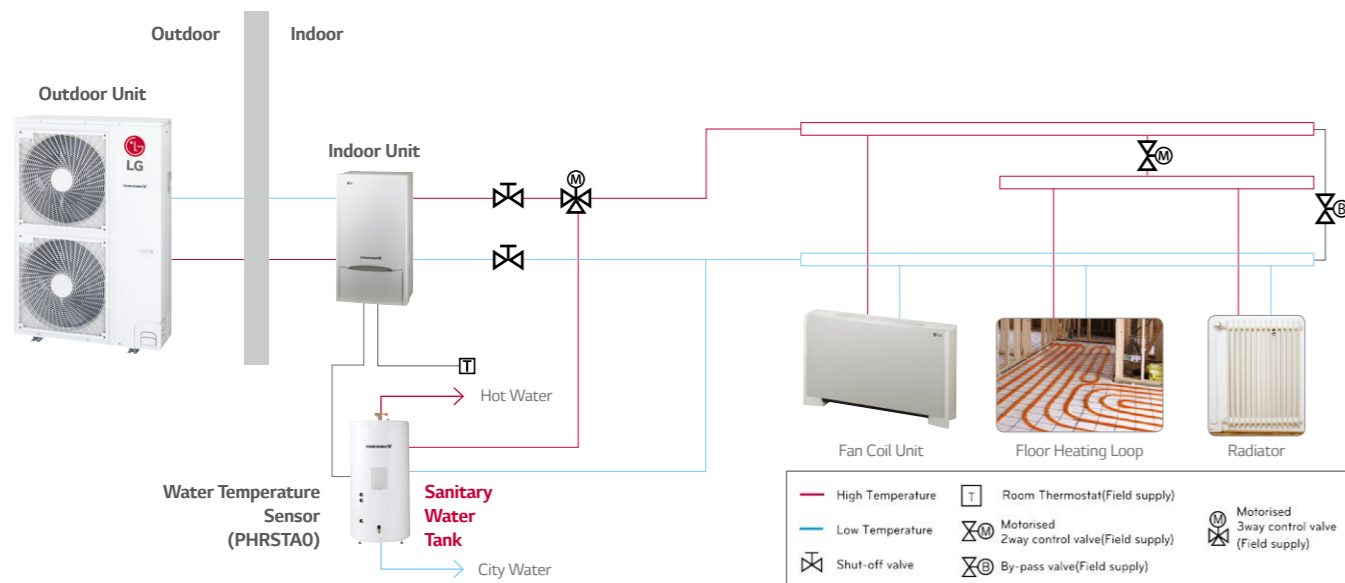 Outdoor
Indoor
Outdoor Unit
LG
Indoor Unit
M
M
B
T
Hot Water
Fan Coil Unit
Floor Heating Loop
Radiator
Water Temperature
Sensor
(PHRSTA0)
Sanitary
Water
Tank
City Water
High Temperature
Low Temperature
Shut-off valve
T
Room Thermostat(Field supply)
M
Motorised
2way control valve(Field supply)
B
By-pass valve(Field supply)
M
Motorised
3way control valve
(Field supply)